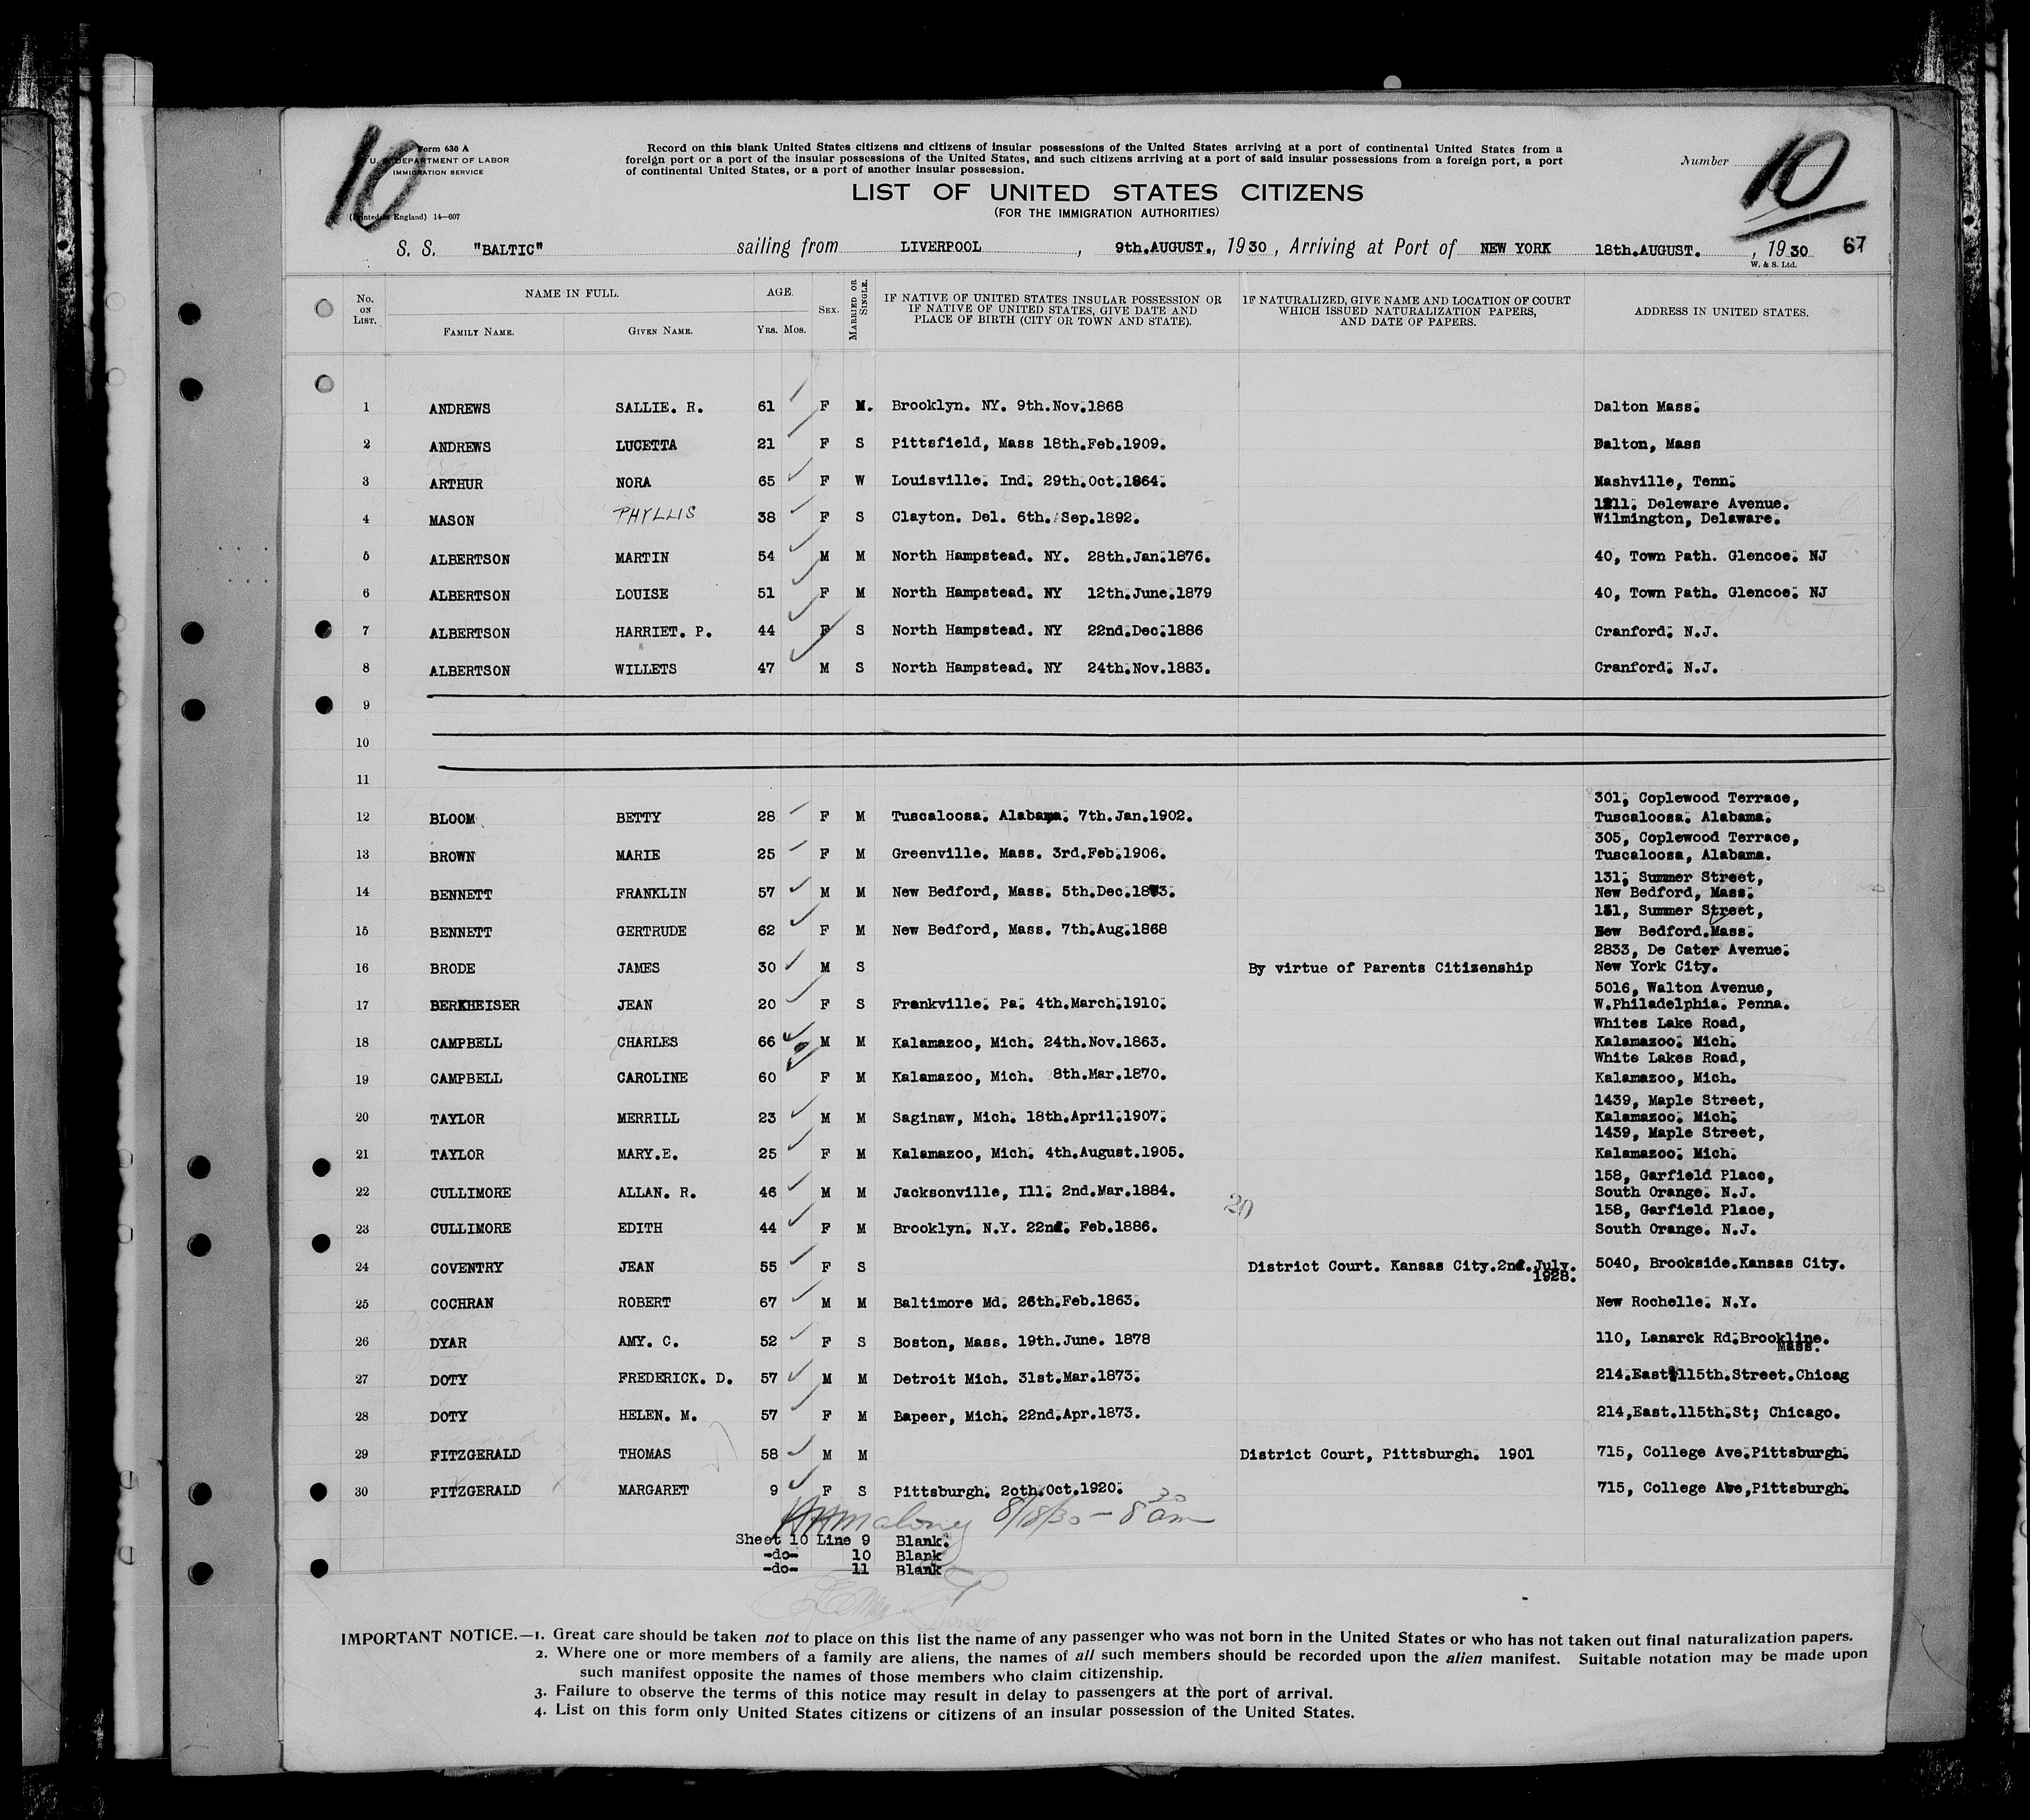 10
Form 630 A
U. S. DEPARTMENT OF LABOR
IMMIGRATION SERVICE
(Printed in England) 14—607
Record on this blank United States citizens and citizens of insular possessions of the United States arriving at a port of continental United States from a
foreign port or a port of the insular possessions of the United States, and such citizens arriving at a port of said insular possessions from a foreign port, a port
of continental United States, or a port of another insular possession.
Number 10
LIST OF UNITED STATES CITIZENS
(FOR THE IMMIGRATION AUTHORITIES)
S. S. "BALTIC" sailing from LIVERPOOL, 9th.AUGUST., 1930, Arriving at Port of NEW YORK 18th.AUGUST. , 1930 67
W. & S. Ltd.
No. ON LIST. NAME IN FULL. FAMILY NAME. GIVEN NAME. AGE. YRS. MOS. SEX. MARRIED OR SINGLE. IF NATIVE OF UNITED STATES INSULAR POSSESSION OR IF NATIVE OF UNITED STATES, GIVE DATE AND PLACE OF BIRTH (CITY OR TOWN AND STATE). IF NATURALIZED, GIVE NAME AND LOCATION OF COURT WHICH ISSUED NATURALIZATION PAPERS, AND DATE OF PAPERS. ADDRESS IN UNITED STATES.
1 ANDREWS SALLIE. R. 61 F M. Brooklyn. NY. 9th.Nov.1868 Dalton Mass.
2 ANDREWS LUCETTA 21 F S Pittsfield, Mass 18th.Feb.1909. Dalton, Mass
3 ARTHUR NORA 65 F W Louisville. Ind. 29th.Oct.1864. Nashville, Tenn.
4 MASON PHYLLIS 38 F S Clayton. Del. 6th. Sep.1892. 1211. Deleware Avenue. Wilmington, Delaware.
5 ALBERTSON MARTIN 54 M M North Hampstead. NY. 28th.Jan.1876. 40, Town Path. Glencoe. NJ
6 ALBERTSON LOUISE 51 F M North Hampstead. NY 12th.June.1879 40, Town Path. Glencoe. NJ
7 ALBERTSON HARRIET. P. 44 F S North Hampstead. NY 22nd.Dec.1886 Cranford. N.J.
8 ALBERTSON WILLETS 47 M S North Hampstead. NY 24th.Nov.1883. Cranford. N.J.
9
10
11
12 BLOOM BETTY 28 F M Tuscaloosa. Alabama. 7th.Jan.1902. 301, Coplewood Terrace, Tuscaloosa. Alabama.
13 BROWN MARIE 25 F M Greenville. Mass. 3rd.Feb.1906. 305, Coplewood Terrace, Tuscaloosa, Alabama.
14 BENNETT FRANKLIN 57 M M New Bedford, Mass. 5th.Dec.1873. 131, Summer Street, New Bedford, Mass.
15 BENNETT GERTRUDE 62 F M New Bedford, Mass. 7th.Aug.1868 131, Summer Street, New Bedford.Mass.
16 BRODE JAMES 30 M S By virtue of Parents Citizenship 2833, De Cater Avenue. New York City.
17 BERKHEISER JEAN 20 F S Frankville. Pa. 4th.March.1910. 5016, Walton Avenue, W.Philadelphia. Penna.
18 CAMPBELL CHARLES 66 M M Kalamazoo, Mich. 24th.Nov.1863. Whites Lake Road, Kalamazoo. Mich.
19 CAMPBELL CAROLINE 60 F M Kalamazoo, Mich. 8th.Mar.1870. White Lakes Road, Kalamazoo, Mich.
20 TAYLOR MERRILL 23 M M Saginaw, Mich. 18th.April.1907. 1439, Maple Street, Kalamazoo. Mich.
21 TAYLOR MARY.E. 25 F M Kalamazoo, Mich. 4th.August.1905. 1439, Maple Street, Kalamazoo. Mich.
22 CULLIMORE ALLAN. R. 46 M M Jacksonville, Ill. 2nd.Mar.1884. 20 158, Garfield Place, South Orange. N.J.
23 CULLIMORE EDITH 44 F M Brooklyn. N.Y. 22nd. Feb.1886. 158, Garfield Place, South Orange. N.J.
24 COVENTRY JEAN 55 F S District Court. Kansas City.2nd.July. 1928. 5040, Brookside.Kansas City.
25 COCHRAN ROBERT 67 M M Baltimore Md. 26th.Feb.1863. New Rochelle. N.Y.
26 DYAR AMY. C. 52 F S Boston, Mass. 19th.June. 1878 110, Lanarck Rd.Brookline. Mass.
27 DOTY FREDERICK. D. 57 M M Detroit Mich. 31st.Mar.1873. 214.East 115th.Street.Chicag
28 DOTY HELEN. M. 57 F M Bapeer, Mich. 22nd.Apr.1873. 214,East.115th.St; Chicago.
29 FITZGERALD THOMAS 58 M M District Court, Pittsburgh. 1901 715, College Ave.Pittsburgh.
30 FITZGERALD MARGARET 9 F S Pittsburgh. 20th.Oct.1920. 715, College Ave,Pittsburgh.
8/18/30 - 8 30 am
Sheet 10 Line 9 Blank.
-do- 10 Blank
-do- 11 Blank
IMPORTANT NOTICE.—1. Great care should be taken not to place on this list the name of any passenger who was not born in the United States or who has not taken out final naturalization papers.
2. Where one or more members of a family are aliens, the names of all such members should be recorded upon the alien manifest. Suitable notation may be made upon
such manifest opposite the names of those members who claim citizenship.
3. Failure to observe the terms of this notice may result in delay to passengers at the port of arrival.
4. List on this form only United States citizens or citizens of an insular possession of the United States.